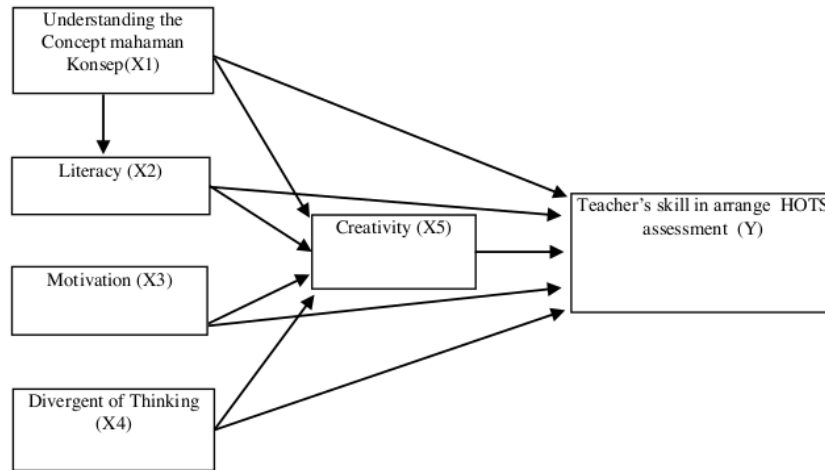 Understanding the
Concept mahaman
Konsep(X1)
Literacy (X2)
Motivation (X3)
Divergent of Thinking
(X4)
Creativity (X5)
Teacher's skill in arrange HOTS
assessment (Y)